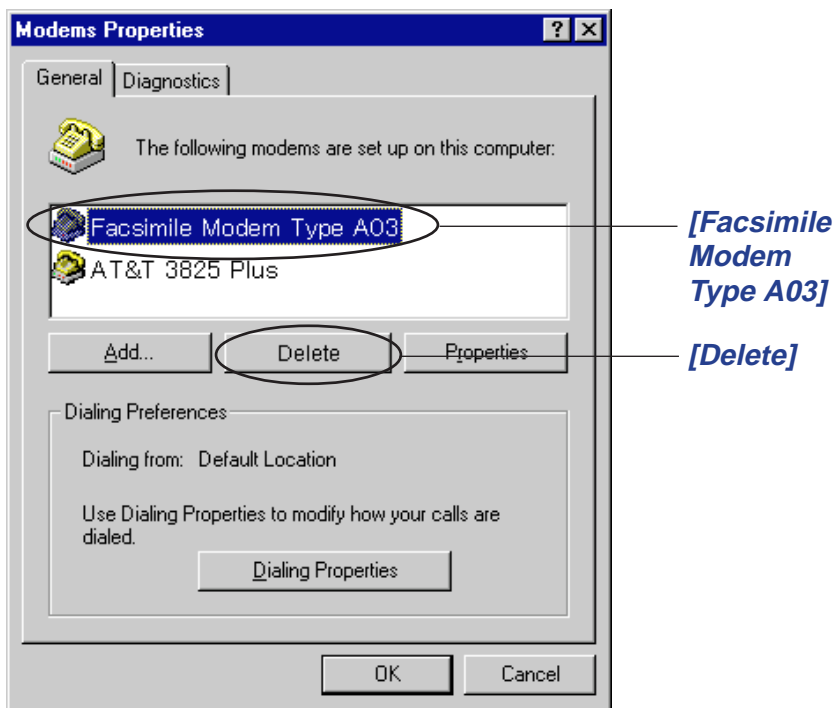 Modems Properties
General
Diagnostics
The following modems are set up on this computer:
Facsimile Modem Type A03
AT&T 3825 Plus
[Facsimile
Modem
Type A03]
Add...
Delete
Properties
[Delete]
Dialing Preferences
Dialing from: Default Location
Use Dialing Properties to modify how your calls are
dialed.
Dialing Properties
OK
Cancel